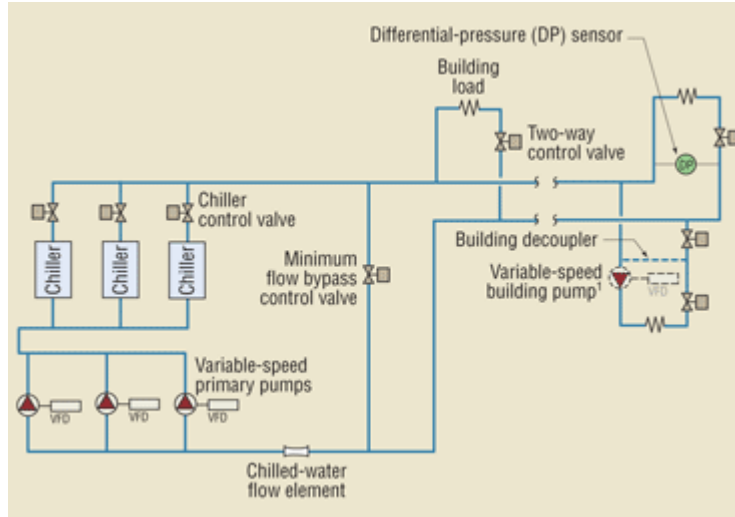 Differential-pressure (DP) sensor
Building
load
Two-way
control valve
DP
Chiller
control valve
Chiller
Chiller
Chiller
Minimum
flow bypass
control valve
Building decoupler
Variable-speed
building pump1
VFD
Variable-speed
primary pumps
VFD
VFD
VFD
Chilled-water
flow element